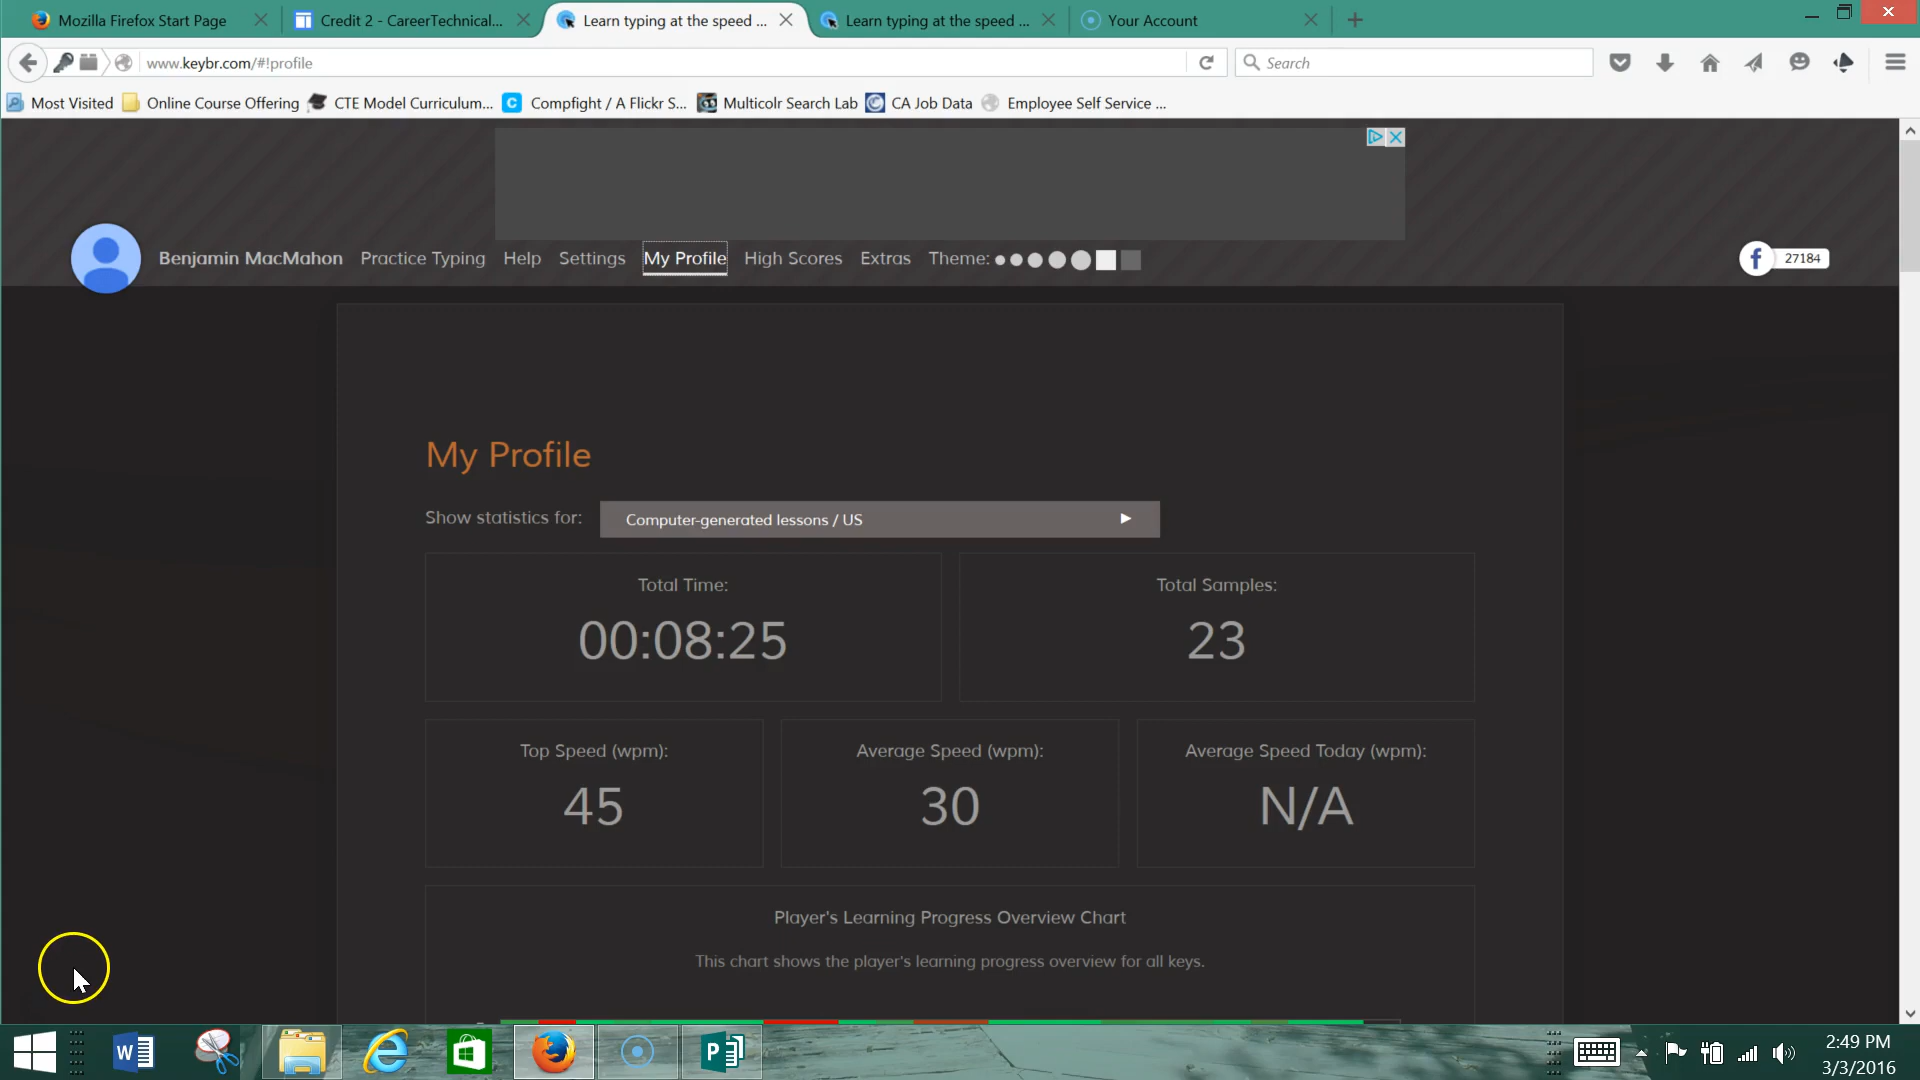 Mozilla Firefox Start Page
Credit 2 - CareerTechnical...
Learn typing at the speed ...
Learn typing at the speed ...
Your Account
www.keybr.com/#!profile
Search
Most Visited
Online Course Offering
CTE Model Curriculum...
Compfight / A Flickr S...
Multicolr Search Lab
CA Job Data
Employee Self Service ...
Benjamin MacMahon
Practice Typing
Help
Settings
My Profile
High Scores
Extras
Theme:
27184
My Profile
Show statistics for:
Computer-generated lessons / US
Total Time:
00:08:25
Total Samples:
23
Top Speed (wpm):
45
Average Speed (wpm):
30
Average Speed Today (wpm):
N/A
Player's Learning Progress Overview Chart
This chart shows the player's learning progress overview for all keys.
2:49 PM
3/3/2016